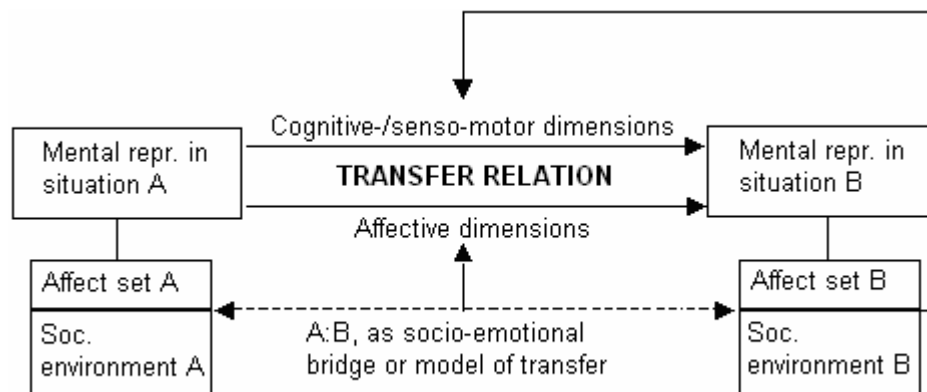 Cognitive-/senso-motor dimensions
Mental repr. in
situation A
TRANSFER RELATION
Mental repr. in
situation B
Affective dimensions
Affect set A
Affect set B
Soc.
environment A
A:B, as socio-emotional
bridge or model of transfer
Soc.
environment B